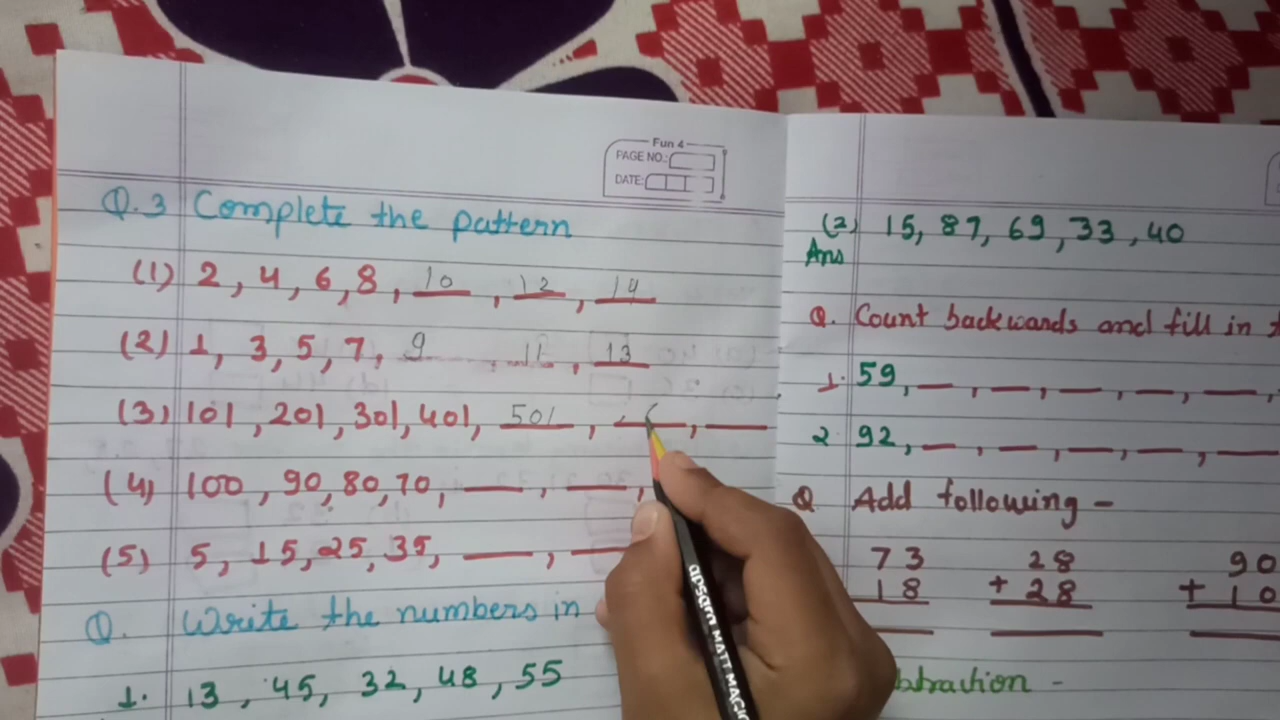 Fun 4
PAGE NO.:
DATE:
Q.3 Complete the pattern
(1) 2, 4, 6, 8, 10, 12, 14
(2) 1, 3, 5, 7, 9, 11, 13
(3) 101, 201, 301, 401, 501,
(4) 100, 90, 80, 70,
(5) 5, 15, 25, 35,
Q. Write the numbers in
1. 13, 45, 32, 48, 55
(2) 15, 87, 69, 33, 40
Ans
Q. Count backwards and fill in
1. 59,
2. 92,
Q Add following -
73 28 90
18 + 28 + 10
apsara MATT MAGIC